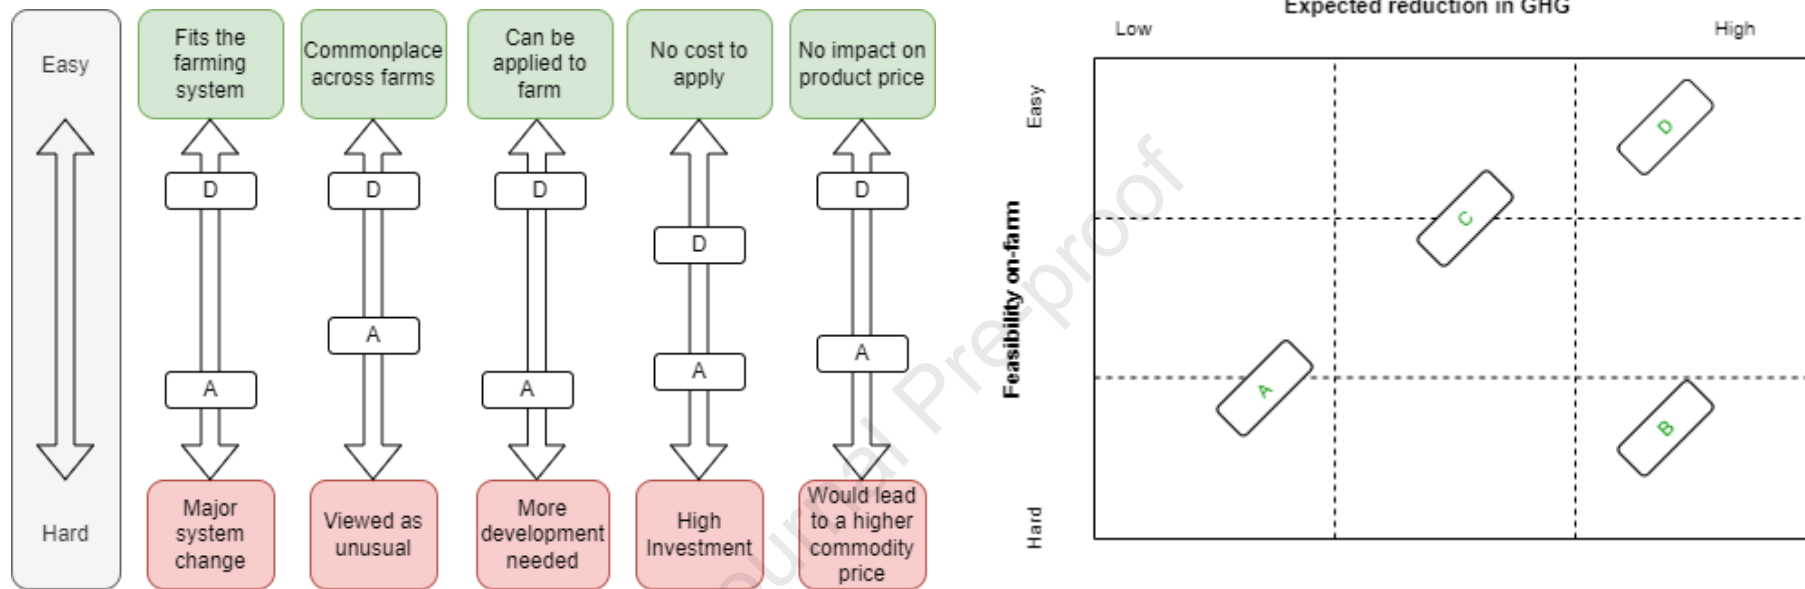 Easy
Hard
Fits the
farming
system
Commonplace
across farms
Can be
applied to
farm
No cost to
apply
No impact on
product price
D
D
D
D
D
A
A
A
A
A
Major
system
change
Viewed as
unusual
More
development
needed
High
Investment
Would lead
to a higher
commodity
price
Expected reduction in GHG
Low
High
Feasibility on-farm
Easy
Hard
D
C
A
B
Journal Pre-proof